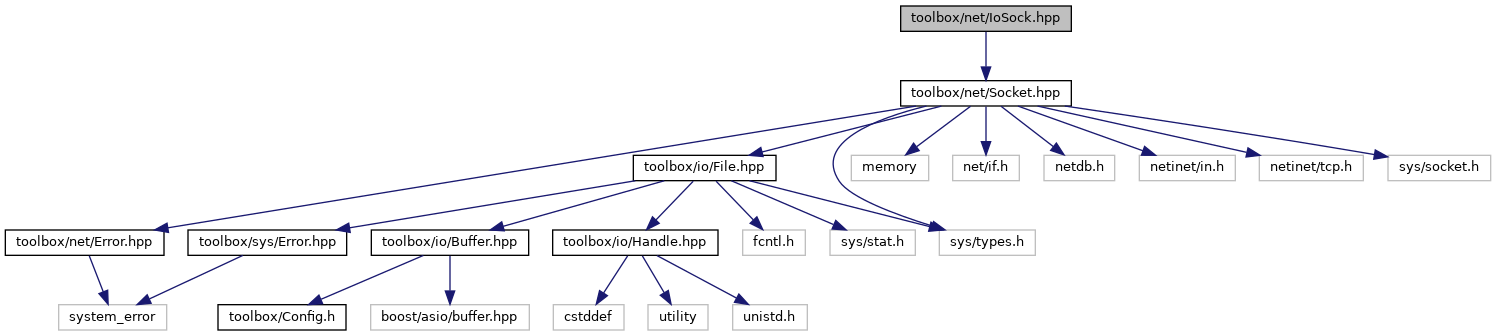 toolbox/net/IoSock.hpp
toolbox/net/Socket.hpp
toolbox/io/File.hpp
memory
net/if.h
netdb.h
netinet/in.h
netinet/tcp.h
sys/socket.h
toolbox/net/Error.hpp
toolbox/sys/Error.hpp
toolbox/io/Buffer.hpp
toolbox/io/Handle.hpp
fcntl.h
sys/stat.h
sys/types.h
system_error
toolbox/Config.h
boost/asio/buffer.hpp
cstddef
utility
unistd.h